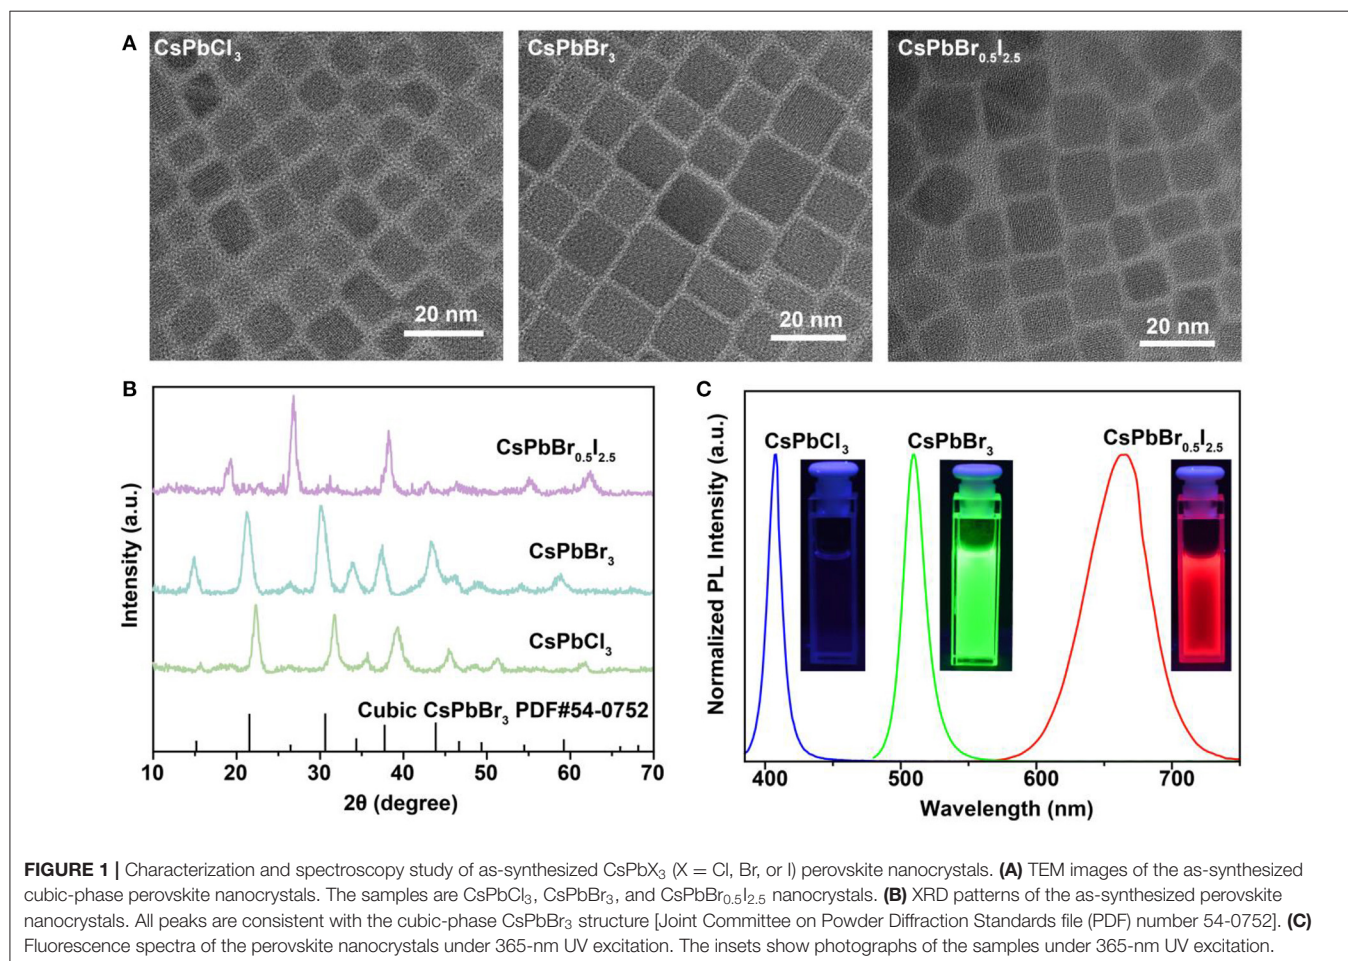 A
CsPbCl₃
CsPbBr₃
CsPbBr₀.₅I₂.₅
20 nm
20 nm
20 nm
B
Intensity (a.u.)
CsPbBr₀.₅I₂.₅
CsPbBr₃
CsPbCl₃
Cubic CsPbBr₃ PDF#54-0752
10 20 30 40 50 60 70
2θ (degree)
C
Normalized PL Intensity (a.u.)
CsPbCl₃
CsPbBr₃
CsPbBr₀.₅I₂.₅
400 500 600 700
Wavelength (nm)
FIGURE 1 | Characterization and spectroscopy study of as-synthesized CsPbX₃ (X = Cl, Br, or I) perovskite nanocrystals. (A) TEM images of the as-synthesized
cubic-phase perovskite nanocrystals. The samples are CsPbCl₃, CsPbBr₃, and CsPbBr₀.₅I₂.₅ nanocrystals. (B) XRD patterns of the as-synthesized perovskite
nanocrystals. All peaks are consistent with the cubic-phase CsPbBr₃ structure [Joint Committee on Powder Diffraction Standards file (PDF) number 54-0752]. (C)
Fluorescence spectra of the perovskite nanocrystals under 365-nm UV excitation. The insets show photographs of the samples under 365-nm UV excitation.